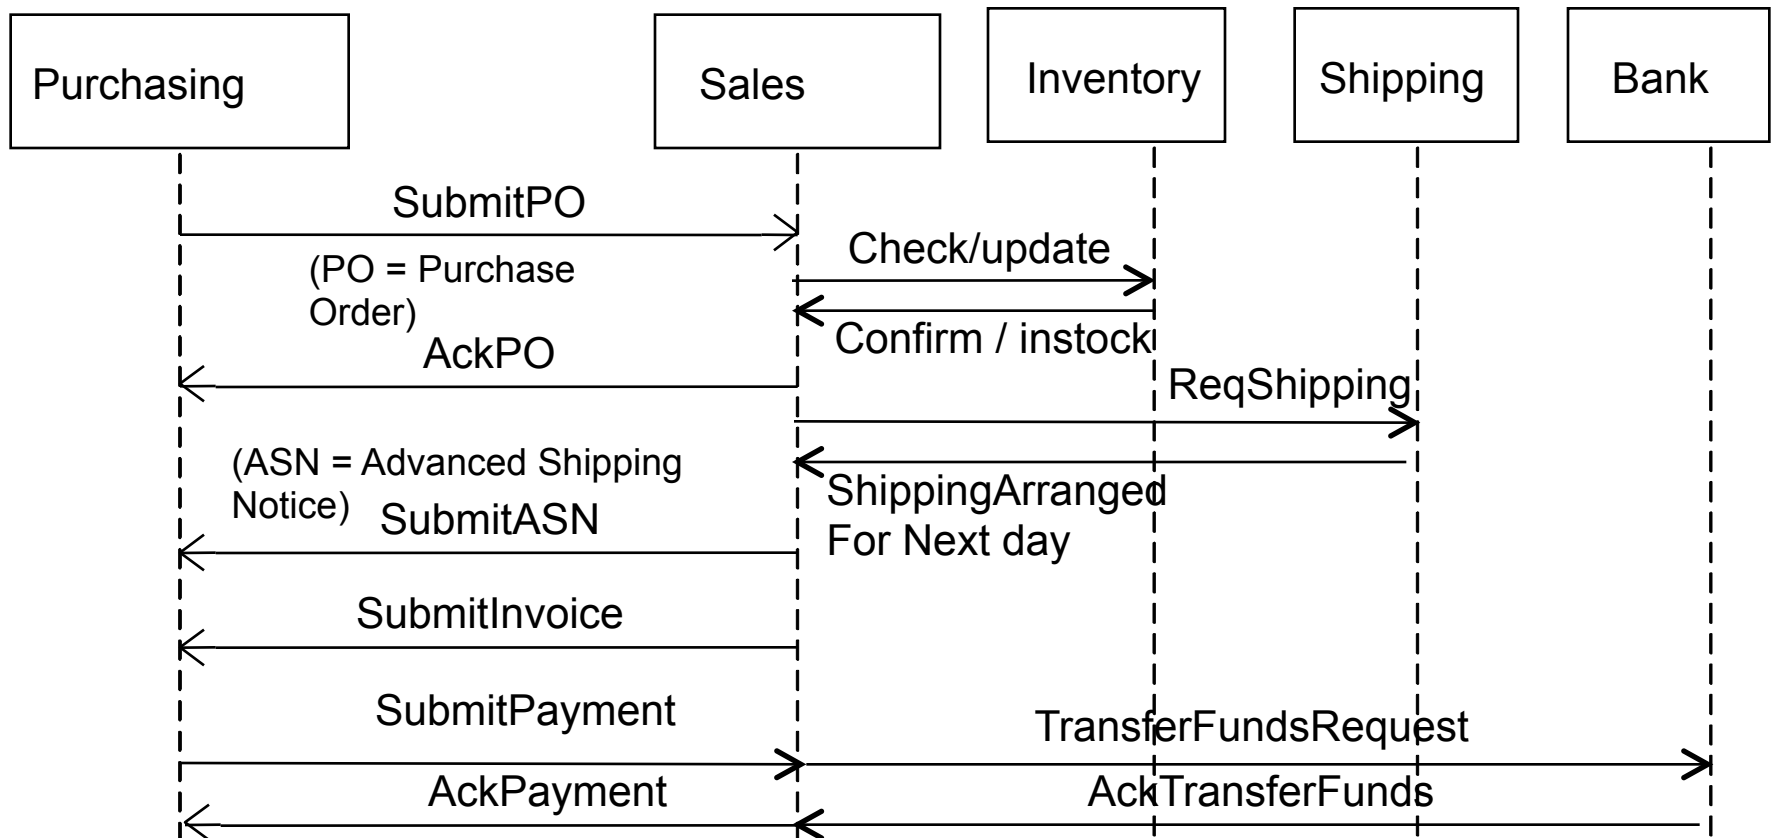 Purchasing
Sales
Inventory
Shipping
Bank
SubmitPO
Check/update
(PO = Purchase
Order)
Confirm / instock
AckPO
ReqShipping
(ASN = Advanced Shipping
Notice)
ShippingArranged
For Next day
SubmitASN
SubmitInvoice
SubmitPayment
TransferFundsRequest
AckPayment
AckTransferFunds